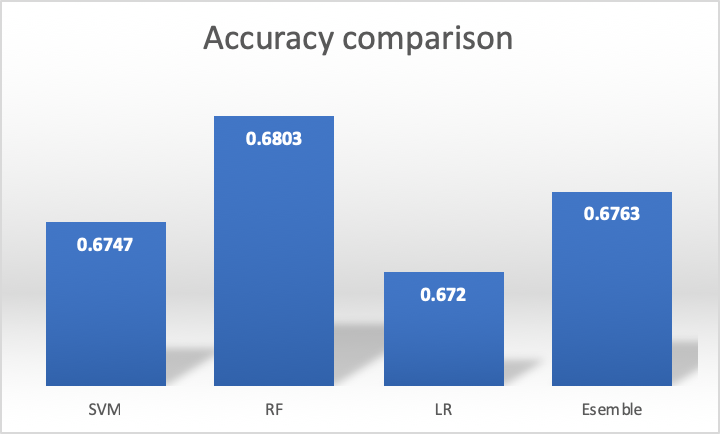 Accuracy comparison
0.6747
0.6803
0.672
0.6763
SVM
RF
LR
Esemble